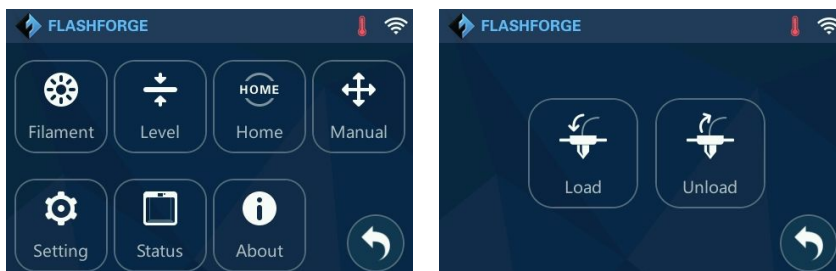 FLASHFORGE
HOME
Filament Level Home Manual
Setting Status About
FLASHFORGE
Load Unload